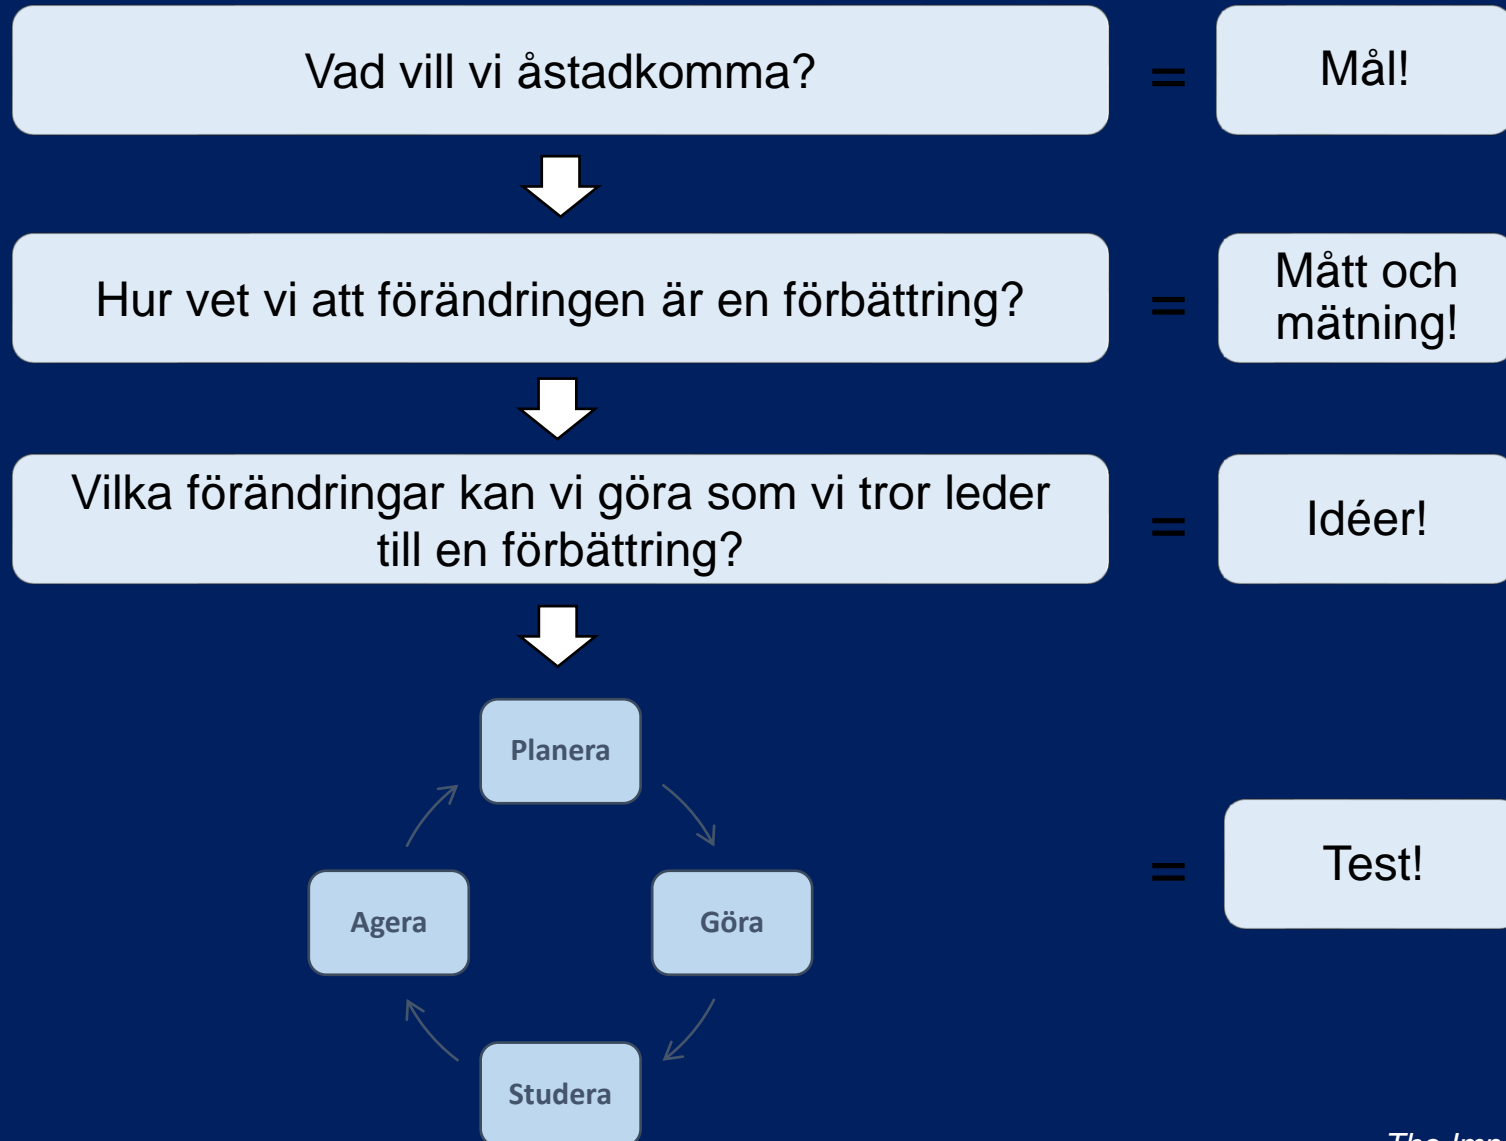 Vad vill vi åstadkomma?
=
Mål!
Hur vet vi att förändringen är en förbättring?
=
Mått och
mätning!
Vilka förändringar kan vi göra som vi tror leder
till en förbättring?
=
Idéer!
Planera
Agera
Göra
Studera
=
Test!